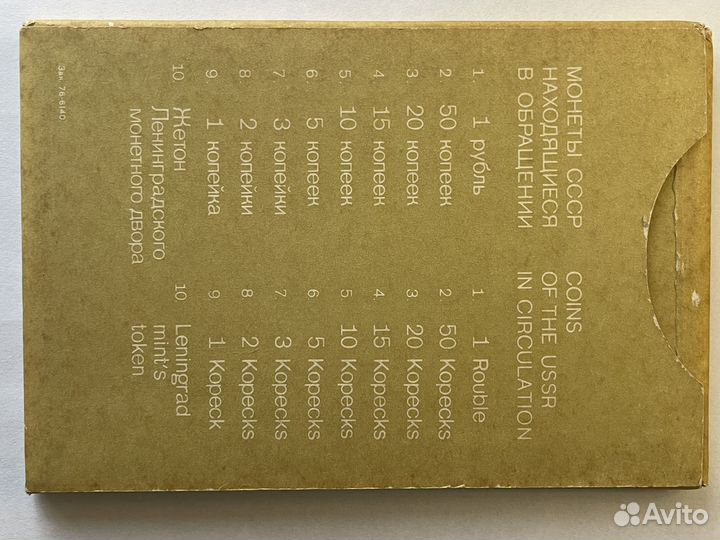 МОНЕТЫ СССР
НАХОДЯЩИЕСЯ
В ОБРАЩЕНИИ
1. 1 рубль
2. 50 копеек
3. 20 копеек
4. 15 копеек
5. 10 копеек
6. 5 копеек
7. 3 копейки
8. 2 копейки
9. 1 копейка
10. Жетон
Ленинградского
монетного двора
COINS
OF THE USSR
IN CIRCULATION
1 1 Rouble
2 50 Kopecks
3 20 Kopecks
4. 15 Kopecks
5 10 Kopecks
6 5 Kopecks
7. 3 Kopecks
8. 2 Kopecks
9. 1 Kopeck
10 Leningrad
mint's
token
Зак. 76-6140
Avito